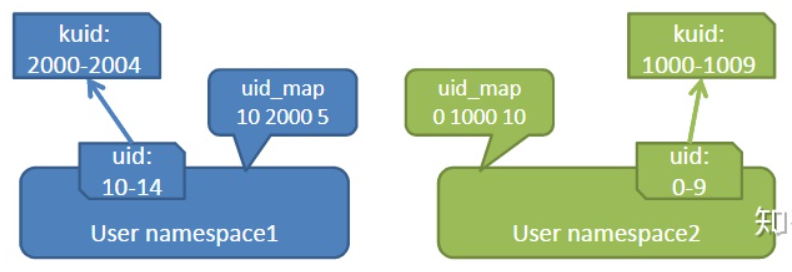 kuid:
2000-2004
uid_map
10 2000 5
uid:
10-14
User namespace1
kuid:
1000-1009
uid_map
0 1000 10
uid:
0-9
User namespace2
知